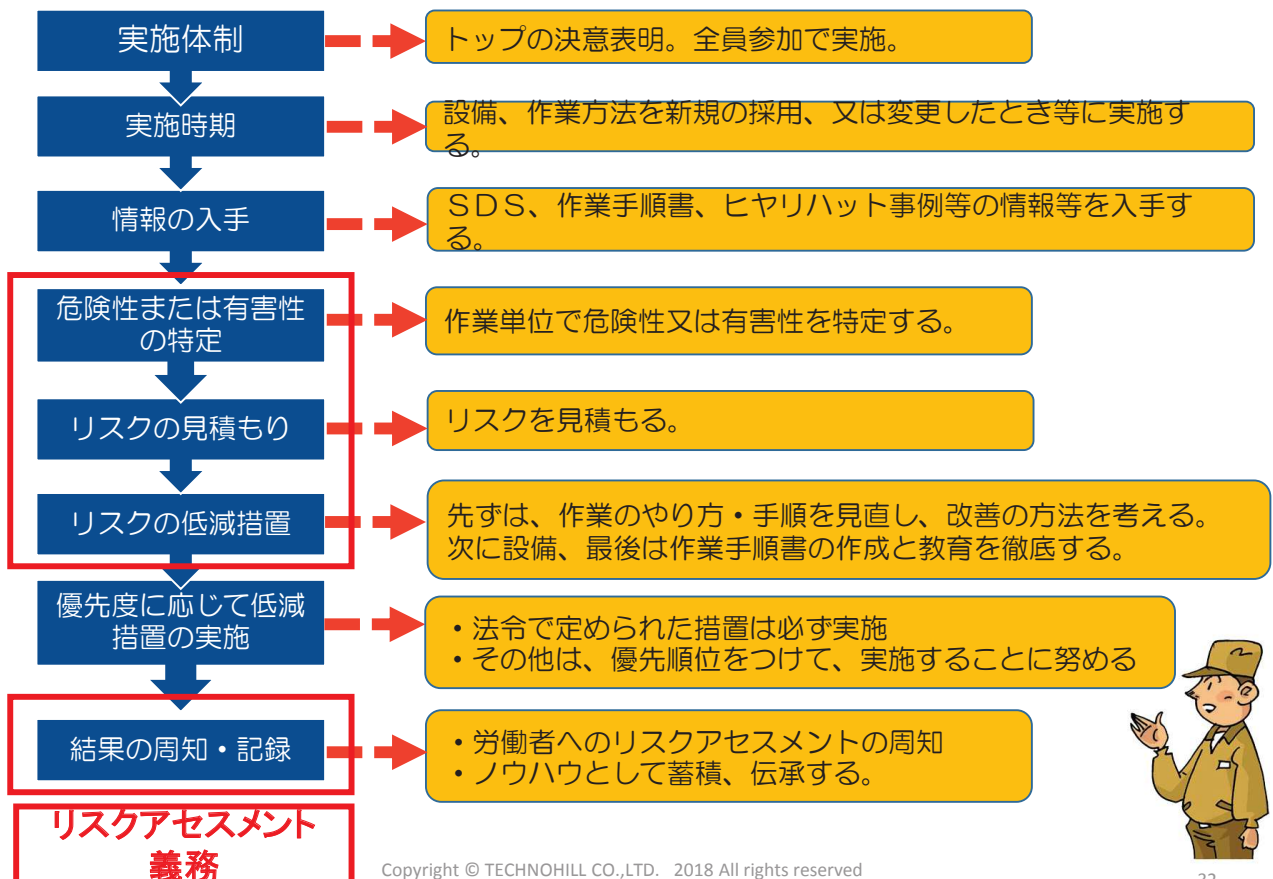 実施体制
トップの決意表明。全員参加で実施。
実施時期
設備、作業方法を新規の採用、又は変更したとき等に実施す
る。
情報の入手
SDS、作業手順書、ヒヤリハット事例等の情報等を入手す
る。
危険性または有害性
の特定
作業単位で危険性又は有害性を特定する。
リスクの見積もり
リスクを見積もる。
リスクの低減措置
先ずは、作業のやり方・手順を見直し、改善の方法を考える。
次に設備、最後は作業手順書の作成と教育を徹底する。
優先度に応じて低減
措置の実施
・法令で定められた措置は必ず実施
・その他は、優先順位をつけて、実施することに努める
結果の周知・記録
・労働者へのリスクアセスメントの周知
・ノウハウとして蓄積、伝承する。
リスクアセスメント
義務
Copyright © TECHNOHILL CO.,LTD. 2018 All rights reserved